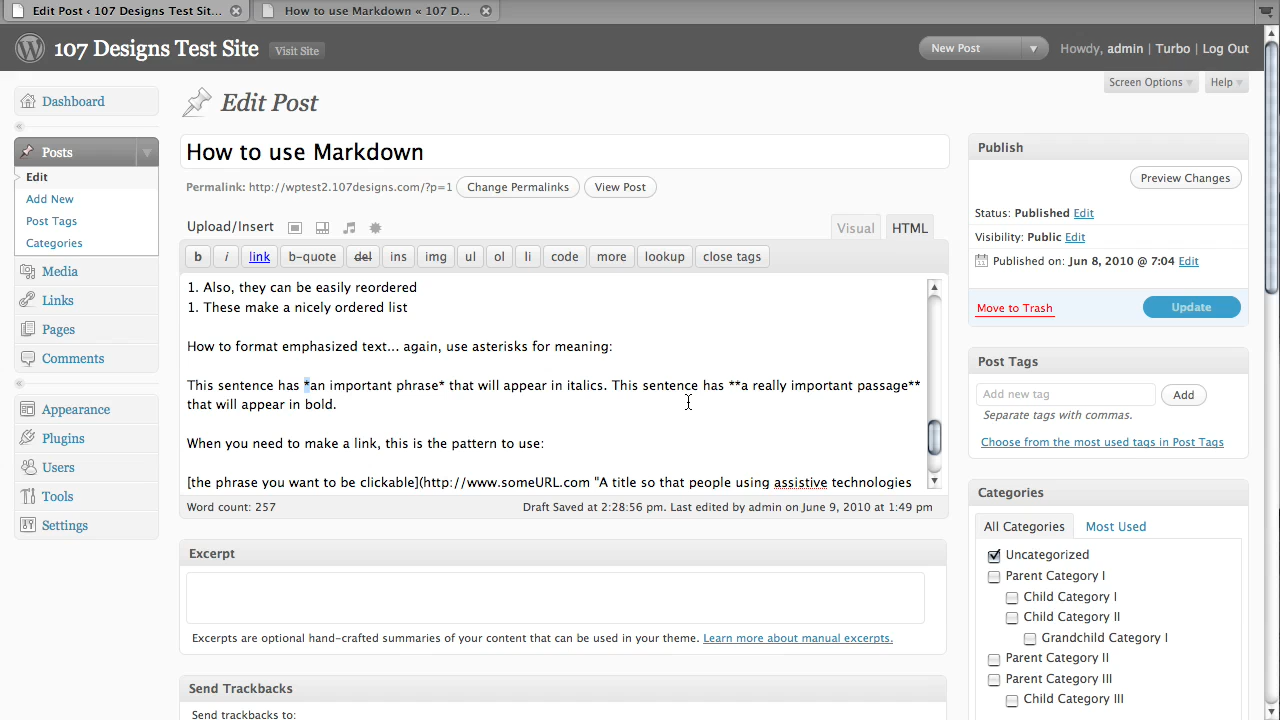 Edit Post ‹ 107 Designs Test Sit...
How to use Markdown « 107 D...
107 Designs Test Site
Visit Site
New Post
Howdy, admin | Turbo | Log Out
Screen Options
Help
Dashboard
Posts
Edit
Add New
Post Tags
Categories
Media
Links
Pages
Comments
Appearance
Plugins
Users
Tools
Settings
Edit Post
How to use Markdown
Permalink: http://wptest2.107designs.com/?p=1
Change Permalinks
View Post
Upload/Insert
Visual
HTML
b
i
link
b-quote
del
ins
img
ul
ol
li
code
more
lookup
close tags
1. Also, they can be easily reordered
1. These make a nicely ordered list
How to format emphasized text... again, use asterisks for meaning:
This sentence has *an important phrase* that will appear in italics. This sentence has **a really important passage**
that will appear in bold.
When you need to make a link, this is the pattern to use:
[the phrase you want to be clickable](http://www.someURL.com "A title so that people using assistive technologies
Word count: 257
Draft Saved at 2:28:56 pm. Last edited by admin on June 9, 2010 at 1:49 pm
Excerpt
Excerpts are optional hand-crafted summaries of your content that can be used in your theme. Learn more about manual excerpts.
Send Trackbacks
Send trackbacks to:
Publish
Preview Changes
Status: Published Edit
Visibility: Public Edit
Published on: Jun 8, 2010 @ 7:04 Edit
Move to Trash
Update
Post Tags
Add new tag
Add
Separate tags with commas.
Choose from the most used tags in Post Tags
Categories
All Categories
Most Used
Uncategorized
Parent Category I
Child Category I
Child Category II
Grandchild Category I
Parent Category II
Parent Category III
Child Category III